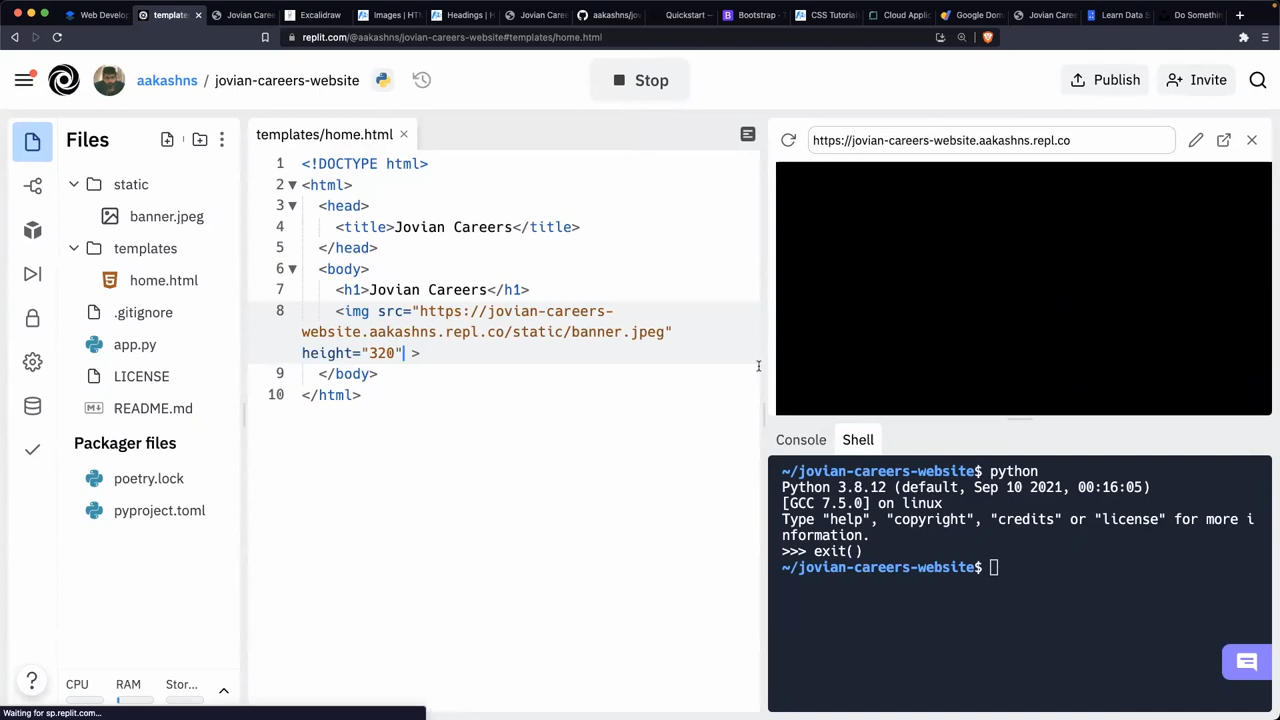 Web Develo
template
Jovian Caree
Excalidraw
Images | HT
Headings | H
Jovian Caree
aakashns/jov
Quickstart
Bootstrap ·
CSS Tutoria
Cloud Applic
Google Dom
Jovian Caree
Learn Data S
Do Somethin
replit.com/@aakashns/jovian-careers-website#templates/home.html
aakashns / jovian-careers-website
Stop
Publish
Invite
Files
static
banner.jpeg
templates
home.html
.gitignore
app.py
LICENSE
README.md
Packager files
poetry.lock
pyproject.toml
CPU RAM Stor...
templates/home.html
1 <!DOCTYPE html>
2 <html>
3 <head>
4 <title>Jovian Careers</title>
5 </head>
6 <body>
7 <h1>Jovian Careers</h1>
8 <img src="https://jovian-careers-
website.aakashns.repl.co/static/banner.jpeg"
height="320" >
9 </body>
10 </html>
https://jovian-careers-website.aakashns.repl.co
Console Shell
~/jovian-careers-website$ python
Python 3.8.12 (default, Sep 10 2021, 00:16:05)
[GCC 7.5.0] on linux
Type "help", "copyright", "credits" or "license" for more i
nformation.
>>> exit()
~/jovian-careers-website$
Waiting for sp.replit.com...